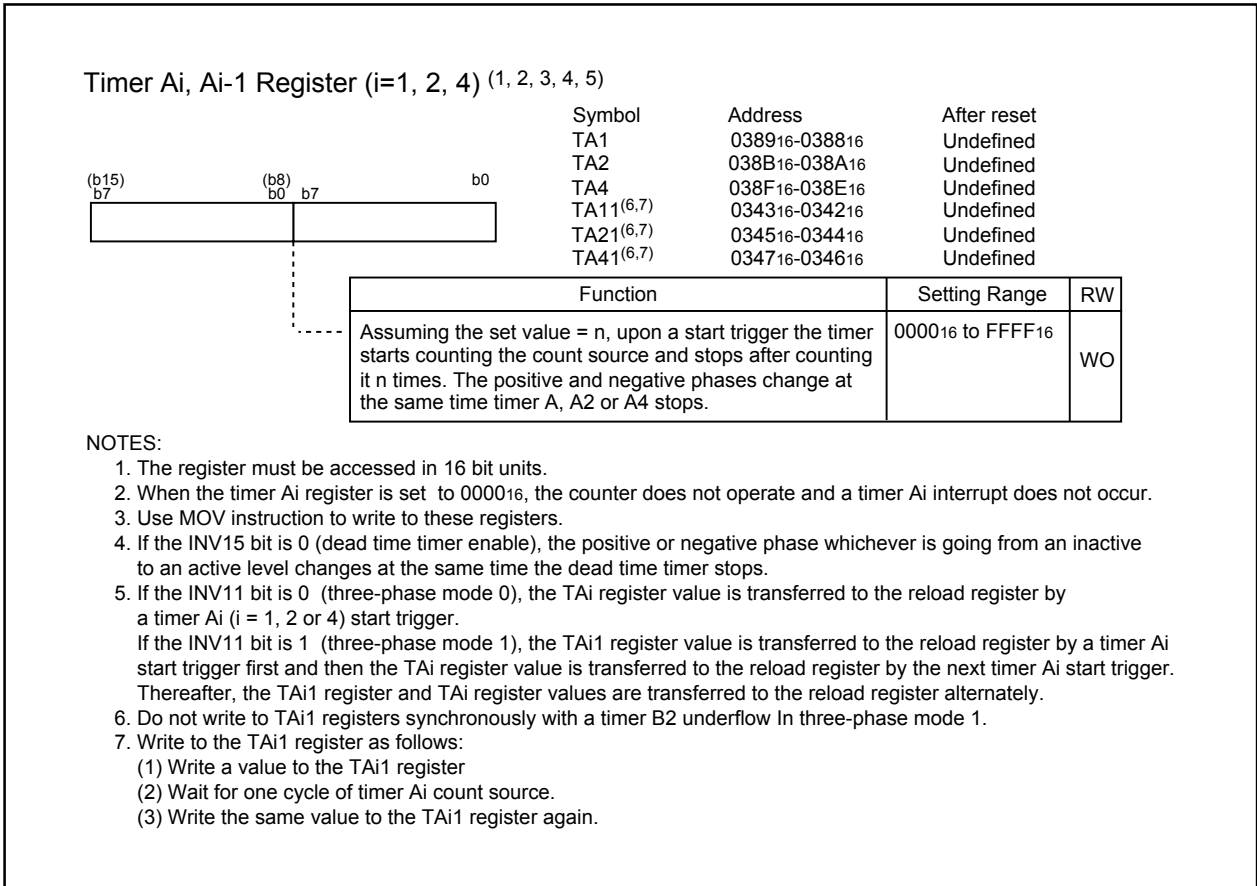 Timer Ai, Ai-1 Register (i=1, 2, 4) (1, 2, 3, 4, 5)
Symbol Address After reset
TA1 038916-038816 Undefined
TA2 038B16-038A16 Undefined
TA4 038F16-038E16 Undefined
TA11(6,7) 034316-034216 Undefined
TA21(6,7) 034516-034416 Undefined
TA41(6,7) 034716-034616 Undefined
(b15) (b8)
b7 b0 b7 b0
Function Setting Range RW
Assuming the set value = n, upon a start trigger the timer 000016 to FFFF16
starts counting the count source and stops after counting
it n times. The positive and negative phases change at WO
the same time timer A, A2 or A4 stops.
NOTES:
1. The register must be accessed in 16 bit units.
2. When the timer Ai register is set to 000016, the counter does not operate and a timer Ai interrupt does not occur.
3. Use MOV instruction to write to these registers.
4. If the INV15 bit is 0 (dead time timer enable), the positive or negative phase whichever is going from an inactive
to an active level changes at the same time the dead time timer stops.
5. If the INV11 bit is 0 (three-phase mode 0), the TAi register value is transferred to the reload register by
a timer Ai (i = 1, 2 or 4) start trigger.
If the INV11 bit is 1 (three-phase mode 1), the TAi1 register value is transferred to the reload register by a timer Ai
start trigger first and then the TAi register value is transferred to the reload register by the next timer Ai start trigger.
Thereafter, the TAi1 register and TAi register values are transferred to the reload register alternately.
6. Do not write to TAi1 registers synchronously with a timer B2 underflow In three-phase mode 1.
7. Write to the TAi1 register as follows:
(1) Write a value to the TAi1 register
(2) Wait for one cycle of timer Ai count source.
(3) Write the same value to the TAi1 register again.